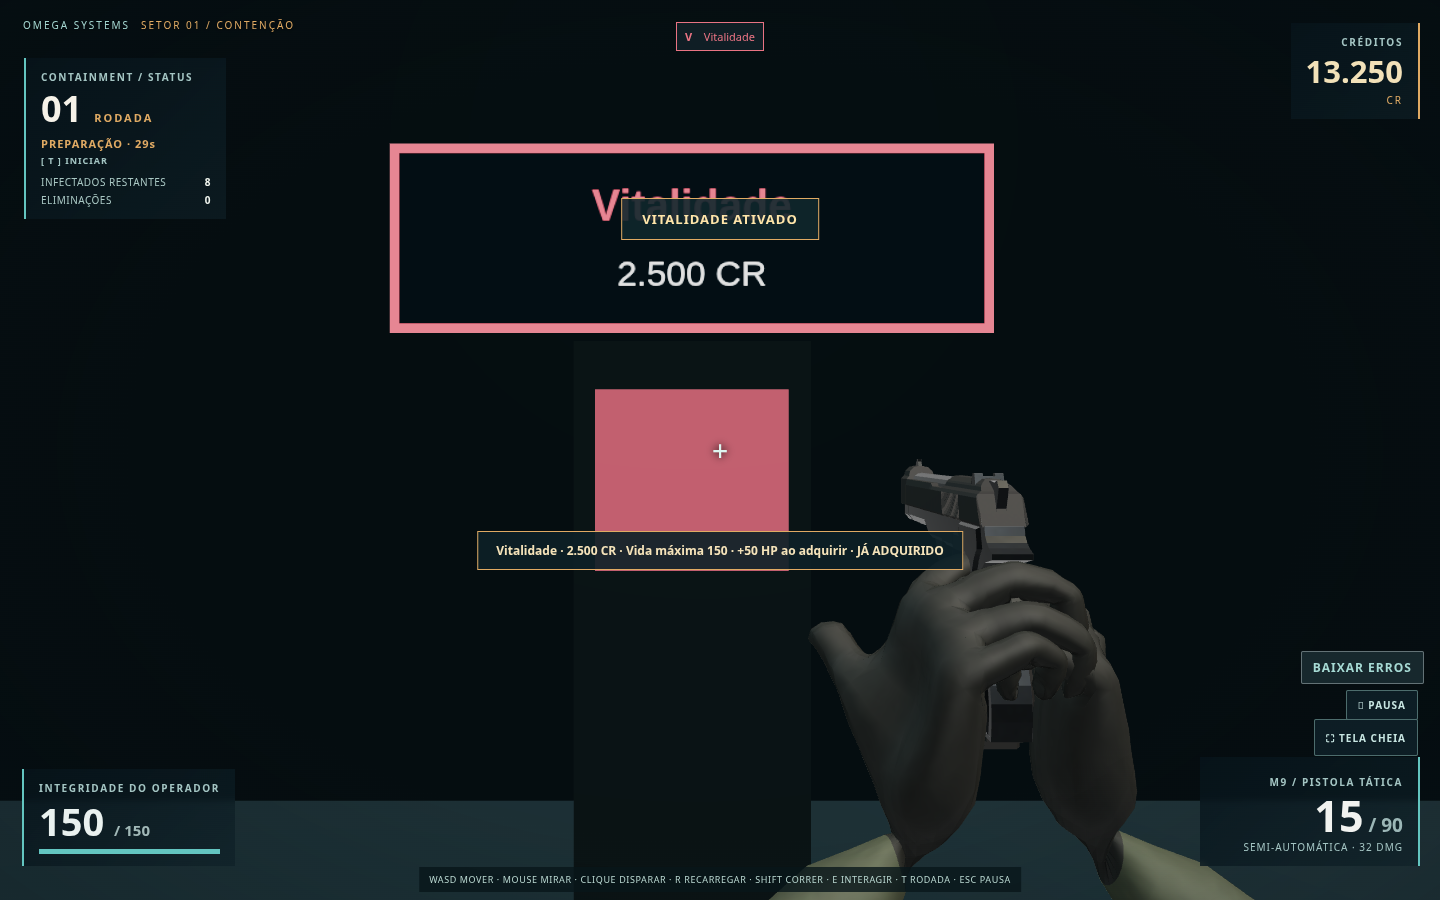 OMEGA SYSTEMS SETOR 01 / CONTENÇÃO
V Vitalidade
CONTAINMENT / STATUS
01 RODADA
PREPARAÇÃO · 29s
[ T ] INICIAR
INFECTADOS RESTANTES 8
ELIMINAÇÕES 0
CRÉDITOS
13.250
CR
Vitalidade
VITALIDADE ATIVADO
2.500 CR
+
Vitalidade · 2.500 CR · Vida máxima 150 · +50 HP ao adquirir · JÁ ADQUIRIDO
BAIXAR ERROS
PAUSA
TELA CHEIA
INTEGRIDADE DO OPERADOR
150 / 150
M9 / PISTOLA TÁTICA
15 / 90
SEMI-AUTOMÁTICA · 32 DMG
WASD MOVER · MOUSE MIRAR · CLIQUE DISPARAR · R RECARREGAR · SHIFT CORRER · E INTERAGIR · T RODADA · ESC PAUSA